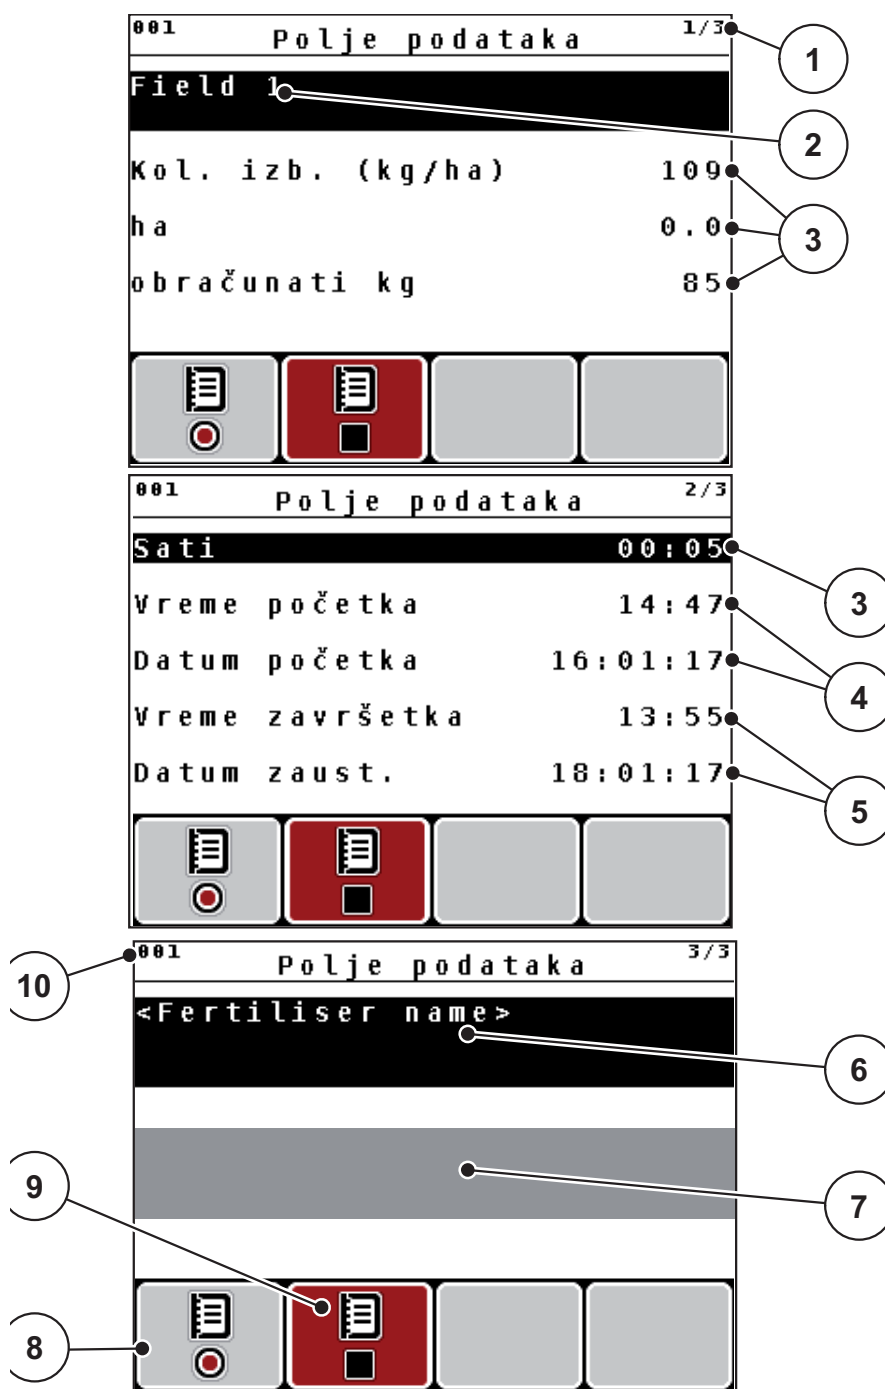 001 Polje podataka 1/3
1
Field 1
2
Kol. izb. (kg/ha) 109
ha 0.0
3
obračunati kg 85
001 Polje podataka 2/3
Sati 00:05
3
Vreme početka 14:47
Datum početka 16:01:17
4
Vreme završetka 13:55
Datum zaust. 18:01:17
5
001 Polje podataka 3/3
10
<Fertiliser name>
6
9
7
8